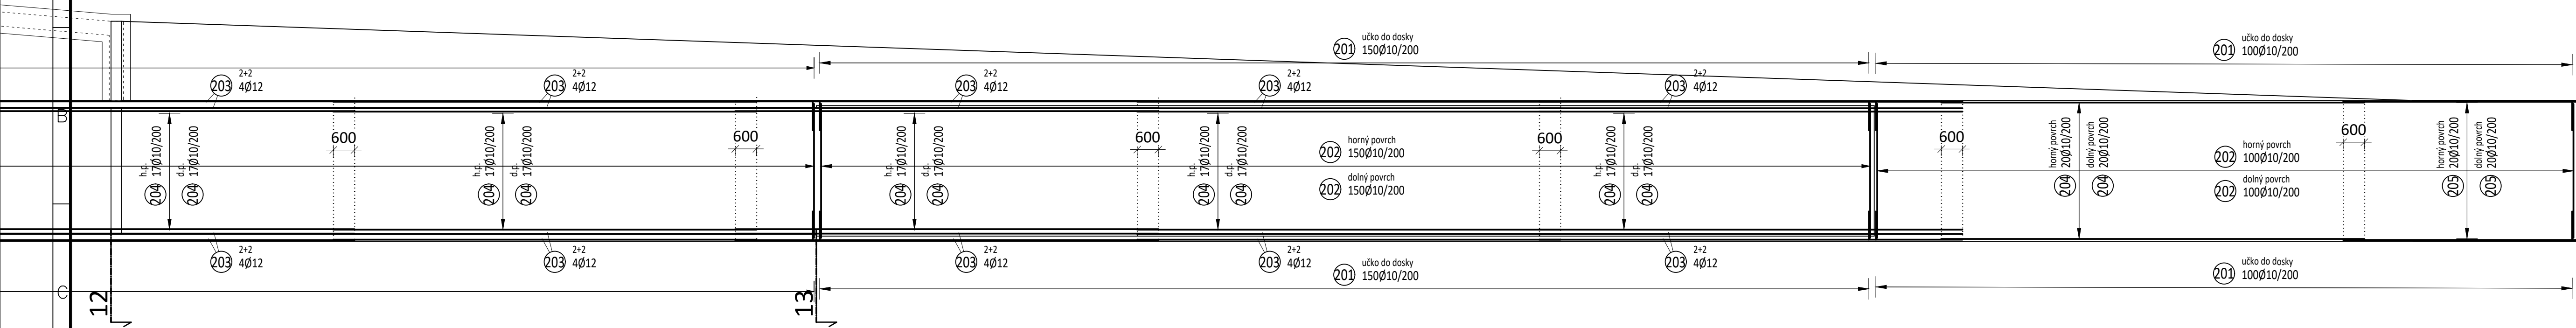 učko do dosky
201 150Ø10/200
učko do dosky
201 100Ø10/200
2+2
203 4Ø12
2+2
203 4Ø12
2+2
203 4Ø12
2+2
203 4Ø12
2+2
203 4Ø12
B
h.p.
204 17Ø10/200
d.p.
204 17Ø10/200
600
h.p.
204 17Ø10/200
d.p.
204 17Ø10/200
600
h.p.
204 17Ø10/200
d.p.
204 17Ø10/200
600
h.p.
204 17Ø10/200
d.p.
204 17Ø10/200
horný povrch
202 150Ø10/200
dolný povrch
202 150Ø10/200
600
h.p.
204 17Ø10/200
d.p.
204 17Ø10/200
600
horný povrch
204 20Ø10/200
dolný povrch
204 20Ø10/200
horný povrch
202 100Ø10/200
dolný povrch
202 100Ø10/200
600
horný povrch
205 20Ø10/200
dolný povrch
205 20Ø10/200
2+2
203 4Ø12
2+2
203 4Ø12
2+2
203 4Ø12
2+2
203 4Ø12
2+2
203 4Ø12
učko do dosky
201 150Ø10/200
učko do dosky
201 100Ø10/200
C
12
13